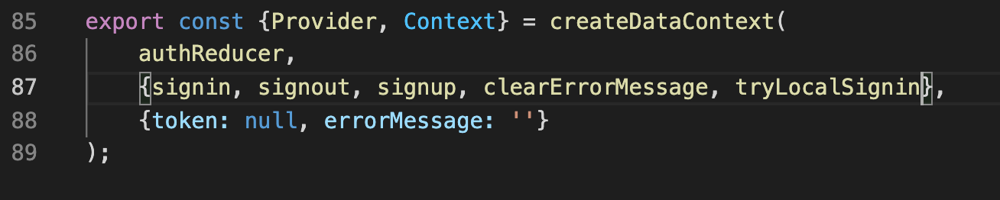 85 export const {Provider, Context} = createDataContext(
86 authReducer,
87 {signin, signout, signup, clearErrorMessage, tryLocalSignin},
88 {token: null, errorMessage: ''}
89 );